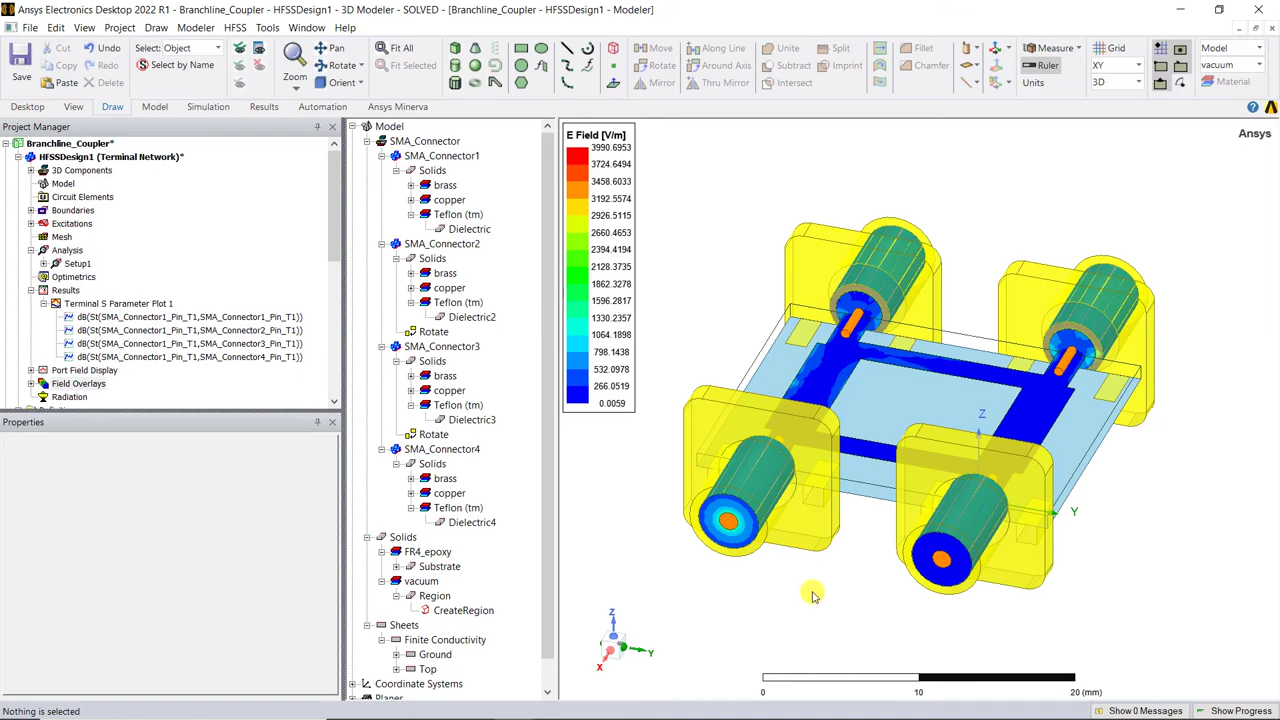 Ansys Electronics Desktop 2022 R1 - Branchline_Coupler - HFSSDesign1 - 3D Modeler - SOLVED - [Branchline_Coupler - HFSSDesign1 - Modeler]
File Edit View Project Draw Modeler HFSS Tools Window Help
Save
Cut
Copy
Paste
Undo
Redo
Delete
Select: Object
Select by Name
Zoom
Pan
Rotate
Orient
Fit All
Fit Selected
Move
Rotate
Mirror
Along Line
Around Axis
Thru Mirror
Unite
Subtract
Intersect
Split
Imprint
Fillet
Chamfer
Measure
Ruler
Units
Grid
XY
3D
Model
vacuum
Material
Desktop View Draw Model Simulation Results Automation Ansys Minerva
Project Manager
Branchline_Coupler*
HFSSDesign1 (Terminal Network)*
3D Components
Model
Circuit Elements
Boundaries
Excitations
Mesh
Analysis
Setup1
Optimetrics
Results
Terminal S Parameter Plot 1
dB(St(SMA_Connector1_Pin_T1,SMA_Connector1_Pin_T1))
dB(St(SMA_Connector1_Pin_T1,SMA_Connector2_Pin_T1))
dB(St(SMA_Connector1_Pin_T1,SMA_Connector3_Pin_T1))
dB(St(SMA_Connector1_Pin_T1,SMA_Connector4_Pin_T1))
Port Field Display
Field Overlays
Radiation
Properties
Model
SMA_Connector
SMA_Connector1
Solids
brass
copper
Teflon (tm)
Dielectric
SMA_Connector2
Solids
brass
copper
Teflon (tm)
Dielectric2
Rotate
SMA_Connector3
Solids
brass
copper
Teflon (tm)
Dielectric3
Rotate
SMA_Connector4
Solids
brass
copper
Teflon (tm)
Dielectric4
Solids
FR4_epoxy
Substrate
vacuum
Region
CreateRegion
Sheets
Finite Conductivity
Ground
Top
Coordinate Systems
Planes
E Field [V/m]
3990.6953
3724.6494
3458.6033
3192.5574
2926.5115
2660.4653
2394.4194
2128.3735
1596.2817
1330.2357
1064.1898
798.1438
532.0978
266.0519
0.0059
Ansys
Z
Y
Z
Y
X
0 10 20 (mm)
Nothing is selected
Show 0 Messages
Show Progress